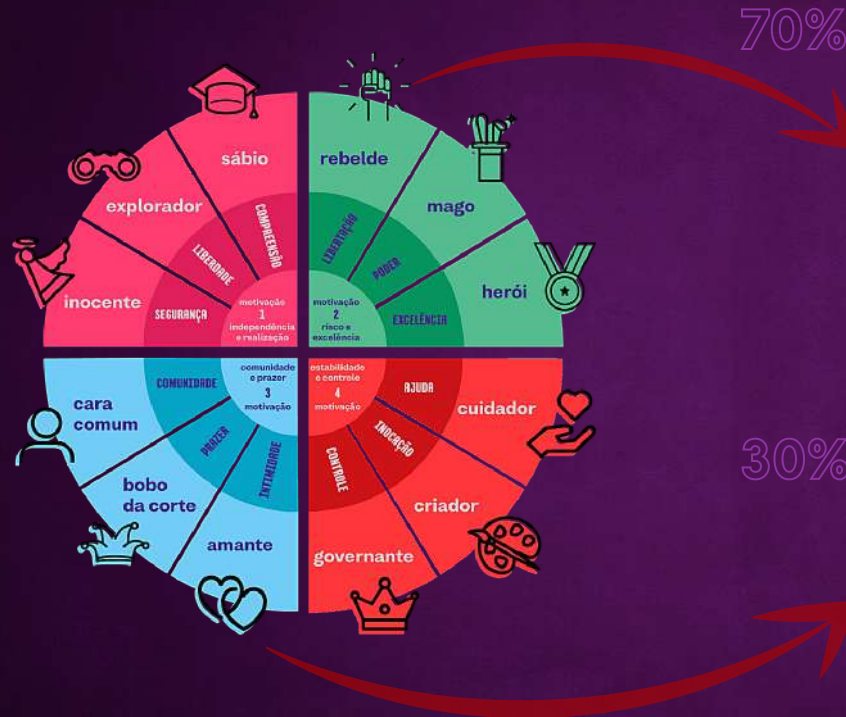 70%
sábio
rebelde
explorador
mago
inocente
herói
COMPREENSÃO
LIBERDADE
SEGURANÇA
LIBERTAÇÃO
PODER
EXCELÊNCIA
motivação
1
independência
e realização
motivação
2
risco e
excelência
comunidade
e prazer
3
motivação
estabilidade
e controle
4
motivação
COMUNIDADE
PRAZER
INTIMIDADE
AJUDA
INOCAÇÃO
CONTROLE
cara
comum
bobo
da corte
amante
cuidador
criador
governante
30%